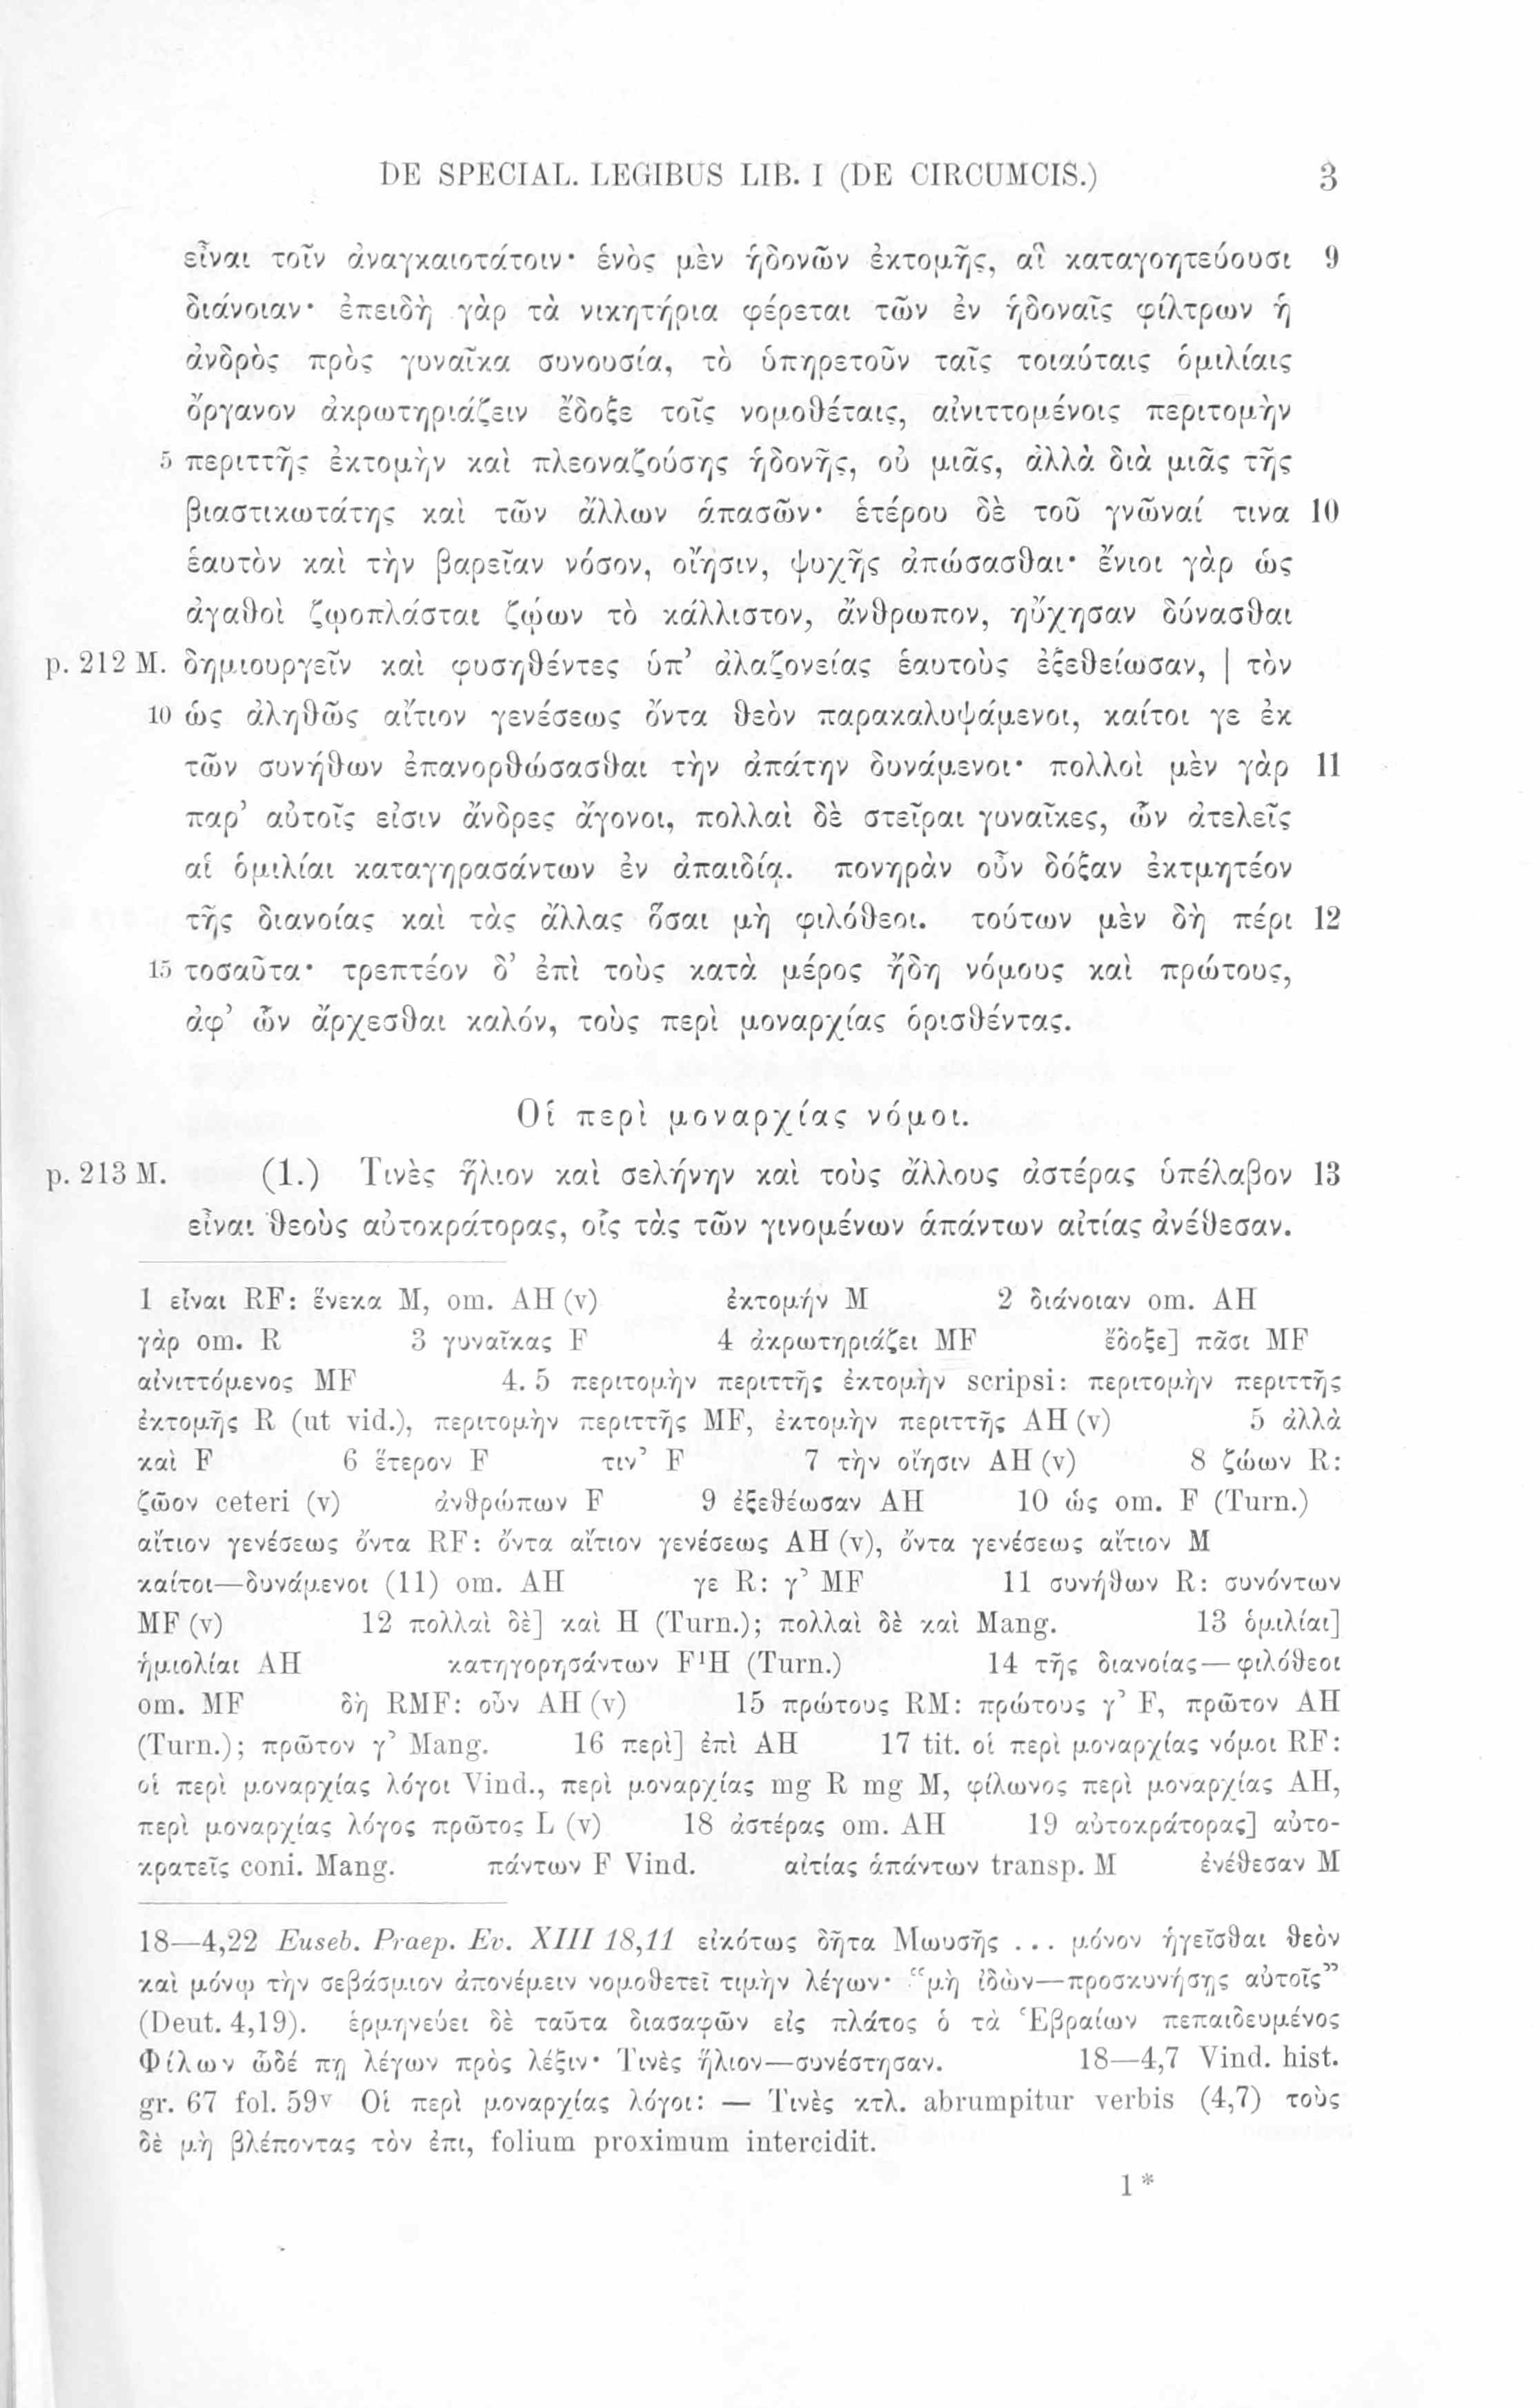 DE SPECIAL. LEGIBUS LIB. I (DE CIRCUMCIS.) 3
εἶναι τοῖν ἀναγκαιοτάτοιν· ἑνὸς μὲν ἡδονῶν ἐκτομῆς, αἳ καταγοητεύουσι 9
διάνοιαν· ἐπειδὴ γὰρ τὰ νικητήρια φέρεται τῶν ἐν ἡδοναῖς φίλτρων ἡ
ἀνδρὸς πρὸς γυναῖκα συνουσία, τὸ ὑπηρετοῦν ταῖς τοιαύταις ὁμιλίαις
ὄργανον ἀκρωτηριάζειν ἔδοξε τοῖς νομοθέταις, αἰνιττομένοις περιτομὴν
5 περιττῆς ἐκτομὴν καὶ πλεοναζούσης ἡδονῆς, οὐ μιᾶς, ἀλλὰ διὰ μιᾶς τῆς
βιαστικωτάτης καὶ τῶν ἄλλων ἁπασῶν· ἑτέρου δὲ τοῦ γνῶναί τινα 10
ἑαυτὸν καὶ τὴν βαρεῖαν νόσον, οἴησιν, ψυχῆς ἀπώσασθαι· ἔνιοι γὰρ ὡς
ἀγαθοὶ ζῳοπλάσται ζῴων τὸ κάλλιστον, ἄνθρωπον, ηὔχησαν δύνασθαι
p. 212 M. δημιουργεῖν καὶ φυσηθέντες ὑπ’ ἀλαζονείας ἑαυτοὺς ἐξεθείωσαν, | τὸν
10 ὡς ἀληθῶς αἴτιον γενέσεως ὄντα θεὸν παρακαλυψάμενοι, καίτοι γε ἐκ
τῶν συνήθων ἐπανορθώσασθαι τὴν ἀπάτην δυνάμενοι· πολλοὶ μὲν γὰρ 11
παρ’ αὐτοῖς εἰσιν ἄνδρες ἄγονοι, πολλαὶ δὲ στεῖραι γυναῖκες, ὧν ἀτελεῖς
αἱ ὁμιλίαι καταγηρασάντων ἐν ἀπαιδίᾳ. πονηρὰν οὖν δόξαν ἐκτμητέον
τῆς διανοίας καὶ τὰς ἄλλας ὅσαι μὴ φιλόθεοι. τούτων μὲν δὴ πέρι 12
15 τοσαῦτα· τρεπτέον δ’ ἐπὶ τοὺς κατὰ μέρος ἤδη νόμους καὶ πρώτους,
ἀφ’ ὧν ἄρχεσθαι καλόν, τοὺς περὶ μοναρχίας ὁρισθέντας.
Οἱ περὶ μοναρχίας νόμοι.
p. 213 M. (1.) Τινὲς ἥλιον καὶ σελήνην καὶ τοὺς ἄλλους ἀστέρας ὑπέλαβον 13
εἶναι θεοὺς αὐτοκράτορας, οἷς τὰς τῶν γινομένων ἁπάντων αἰτίας ἀνέθεσαν.
1 εἶναι RF: ἕνεκα M, om. AH (v) ἐκτομήν M 2 διάνοιαν om. AH
γὰρ om. R 3 γυναῖκας F 4 ἀκρωτηριάζει MF ἔδοξε] πᾶσι MF
αἰνιττόμενος MF 4. 5 περιτομὴν περιττῆς ἐκτομὴν scripsi: περιτομὴν περιττῆς
ἐκτομῆς R (ut vid.), περιτομὴν περιττῆς MF, ἐκτομὴν περιττῆς AH (v) 5 ἀλλὰ
καὶ F 6 ἕτερον F τιν’ F 7 τὴν οἴησιν AH (v) 8 ζώων R:
ζῶον ceteri (v) ἀνθρώπων F 9 ἐξεθέωσαν AH 10 ὡς om. F (Turn.)
αἴτιον γενέσεως ὄντα RF: ὄντα αἴτιον γενέσεως AH (v), ὄντα γενέσεως αἴτιον M
καίτοι—δυνάμενοι (11) om. AH γε R: γ’ MF 11 συνήθων R: συνόντων
MF (v) 12 πολλαὶ δὲ] καὶ H (Turn.); πολλαὶ δὲ καὶ Mang. 13 ὁμιλίαι]
ἡμιολίαι AH κατηγορησάντων F¹H (Turn.) 14 τῆς διανοίας—φιλόθεοι
om. MF δὴ RMF: οὖν AH (v) 15 πρώτους RM: πρώτους γ’ F, πρῶτον AH
(Turn.); πρῶτον γ’ Mang. 16 περὶ] ἐπὶ AH 17 tit. οἱ περὶ μοναρχίας νόμοι RF:
οἱ περὶ μοναρχίας λόγοι Vind., περὶ μοναρχίας mg R mg M, φίλωνος περὶ μοναρχίας AH,
περὶ μοναρχίας λόγος πρῶτος L (v) 18 ἀστέρας om. AH 19 αὐτοκράτορας] αὐτο-
κρατεῖς coni. Mang. πάντων F Vind. αἰτίας ἁπάντων transp. M ἐνέθεσαν M
18—4,22 Euseb. Praep. Ev. XIII 18,11 εἰκότως δῆτα Μωυσῆς ... μόνον ἡγεῖσθαι θεὸν
καὶ μόνῳ τὴν σεβάσμιον ἀπονέμειν νομοθετεῖ τιμὴν λέγων· “μὴ ἰδὼν—προσκυνήσῃς αὐτοῖς”
(Deut. 4,19). ἑρμηνεύει δὲ ταῦτα διασαφῶν εἰς πλάτος ὁ τὰ Ἑβραίων πεπαιδευμένος
Φίλων ὧδέ πῃ λέγων πρὸς λέξιν· Τινὲς ἥλιον—συνέστησαν. 18—4,7 Vind. hist.
gr. 67 fol. 59v Οἱ περὶ μοναρχίας λόγοι: — Τινὲς κτλ. abrumpitur verbis (4,7) τοὺς
δὲ μὴ βλέποντας τὸν ἐπι, folium proximum intercidit.
1*